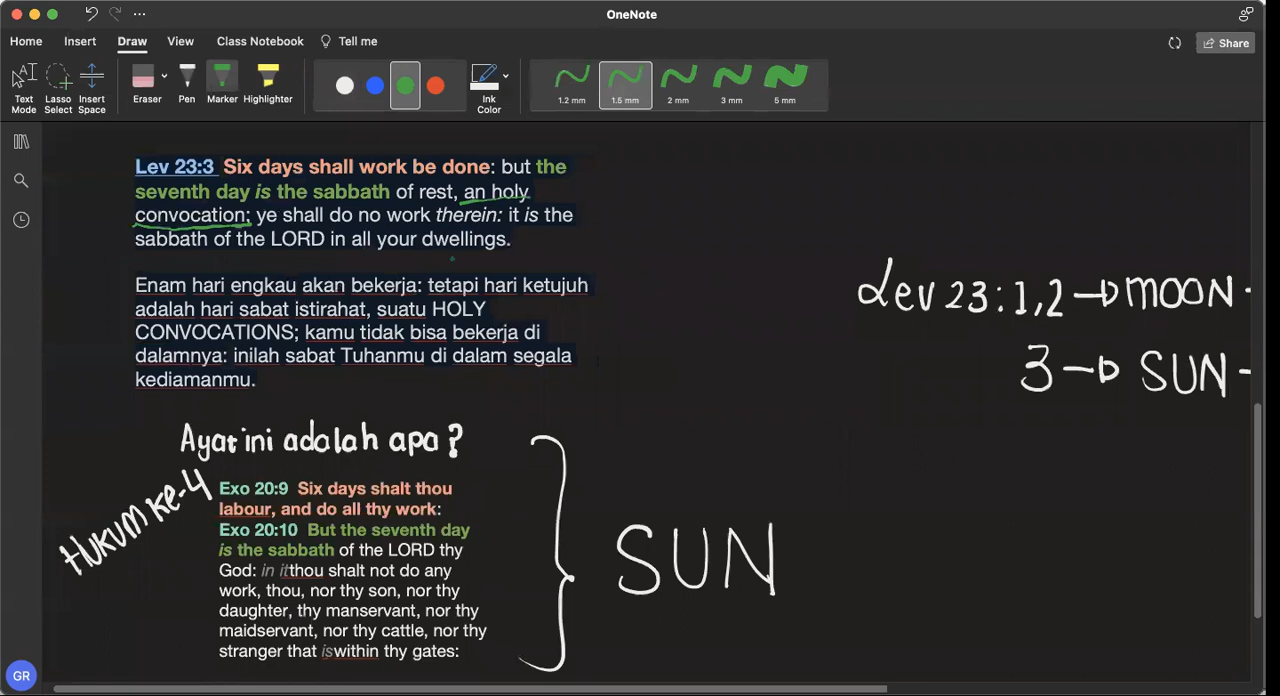 OneNote
Home Insert Draw View Class Notebook Tell me
Share
Text Mode
Lasso Select
Insert Space
Eraser
Pen
Marker
Highlighter
Ink Color
1.2 mm
1.5 mm
2 mm
3 mm
5 mm
Lev 23:3 Six days shall work be done: but the
seventh day is the sabbath of rest, an holy
convocation; ye shall do no work therein: it is the
sabbath of the LORD in all your dwellings.
Enam hari engkau akan bekerja: tetapi hari ketujuh
adalah hari sabat istirahat, suatu HOLY
CONVOCATIONS; kamu tidak bisa bekerja di
dalamnya: inilah sabat Tuhanmu di dalam segala
kediamanmu.
Lev 23:1,2 → MOON -
3 → SUN -
Ayat ini adalah apa?
Hukum ke-4
Exo 20:9 Six days shalt thou
labour, and do all thy work:
Exo 20:10 But the seventh day
is the sabbath of the LORD thy
God: in itthou shalt not do any
work, thou, nor thy son, nor thy
daughter, thy manservant, nor thy
maidservant, nor thy cattle, nor thy
stranger that iswithin thy gates:
SUN
GR